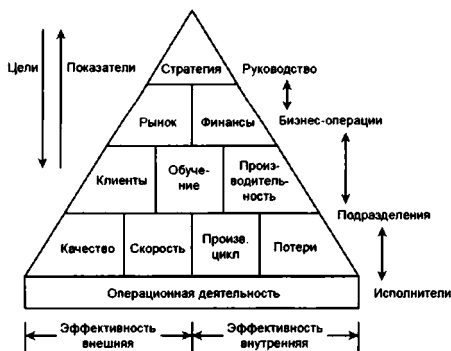 Цели
Показатели
Стратегия
Руководство
Рынок
Финансы
Бизнес-операции
Клиенты
Обуче-
ние
Произ-
водитель-
ность
Подразделения
Качество
Скорость
Произв.
цикл
Потери
Операционная деятельность
Исполнители
Эффективность
внешняя
Эффективность
внутренняя